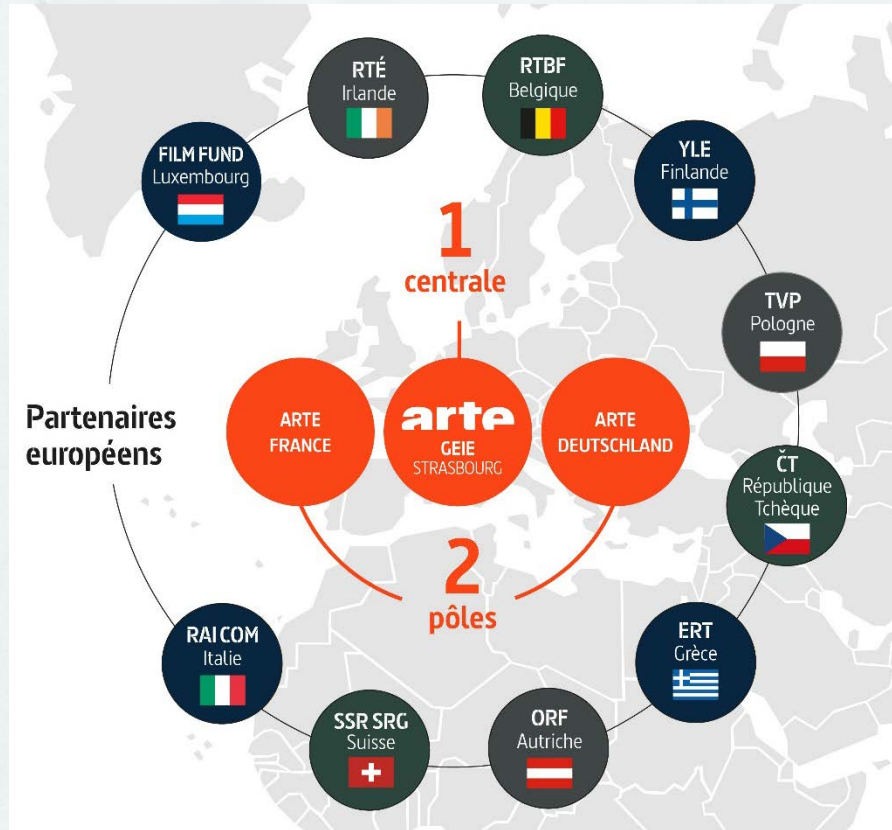 RTÉ
Irlande
RTBF
Belgique
FILM FUND
Luxembourg
YLE
Finlande
1
centrale
TVP
Pologne
Partenaires
européens
ARTE
FRANCE
arte
GEIE
STRASBOURG
ARTE
DEUTSCHLAND
ČT
République
Tchèque
2
pôles
RAI COM
Italie
ERT
Grèce
SSR SRG
Suisse
ORF
Autriche